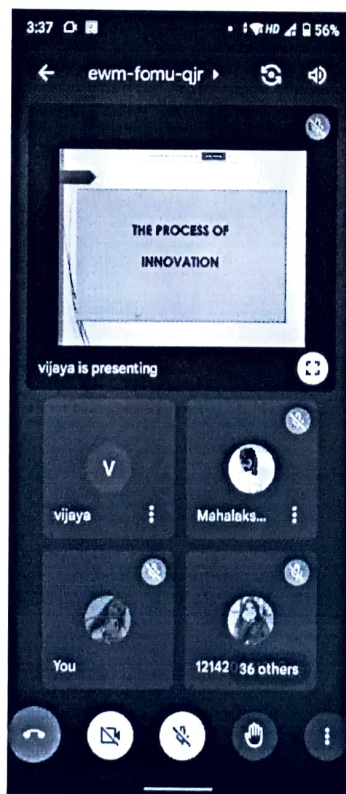 3:37 HD 56%
ewm-fomu-qjr
THE PROCESS OF
INNOVATION
vijaya is presenting
V
vijaya
Mahalaks...
You
12142 36 others